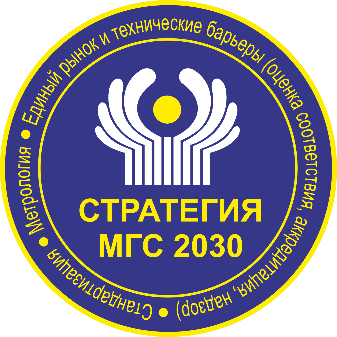 Стандартизация • Метрология • Единый рынок и технические барьеры (оценка соответствия, аккредитация, надзор) •
СТРАТЕГИЯ
МГС 2030